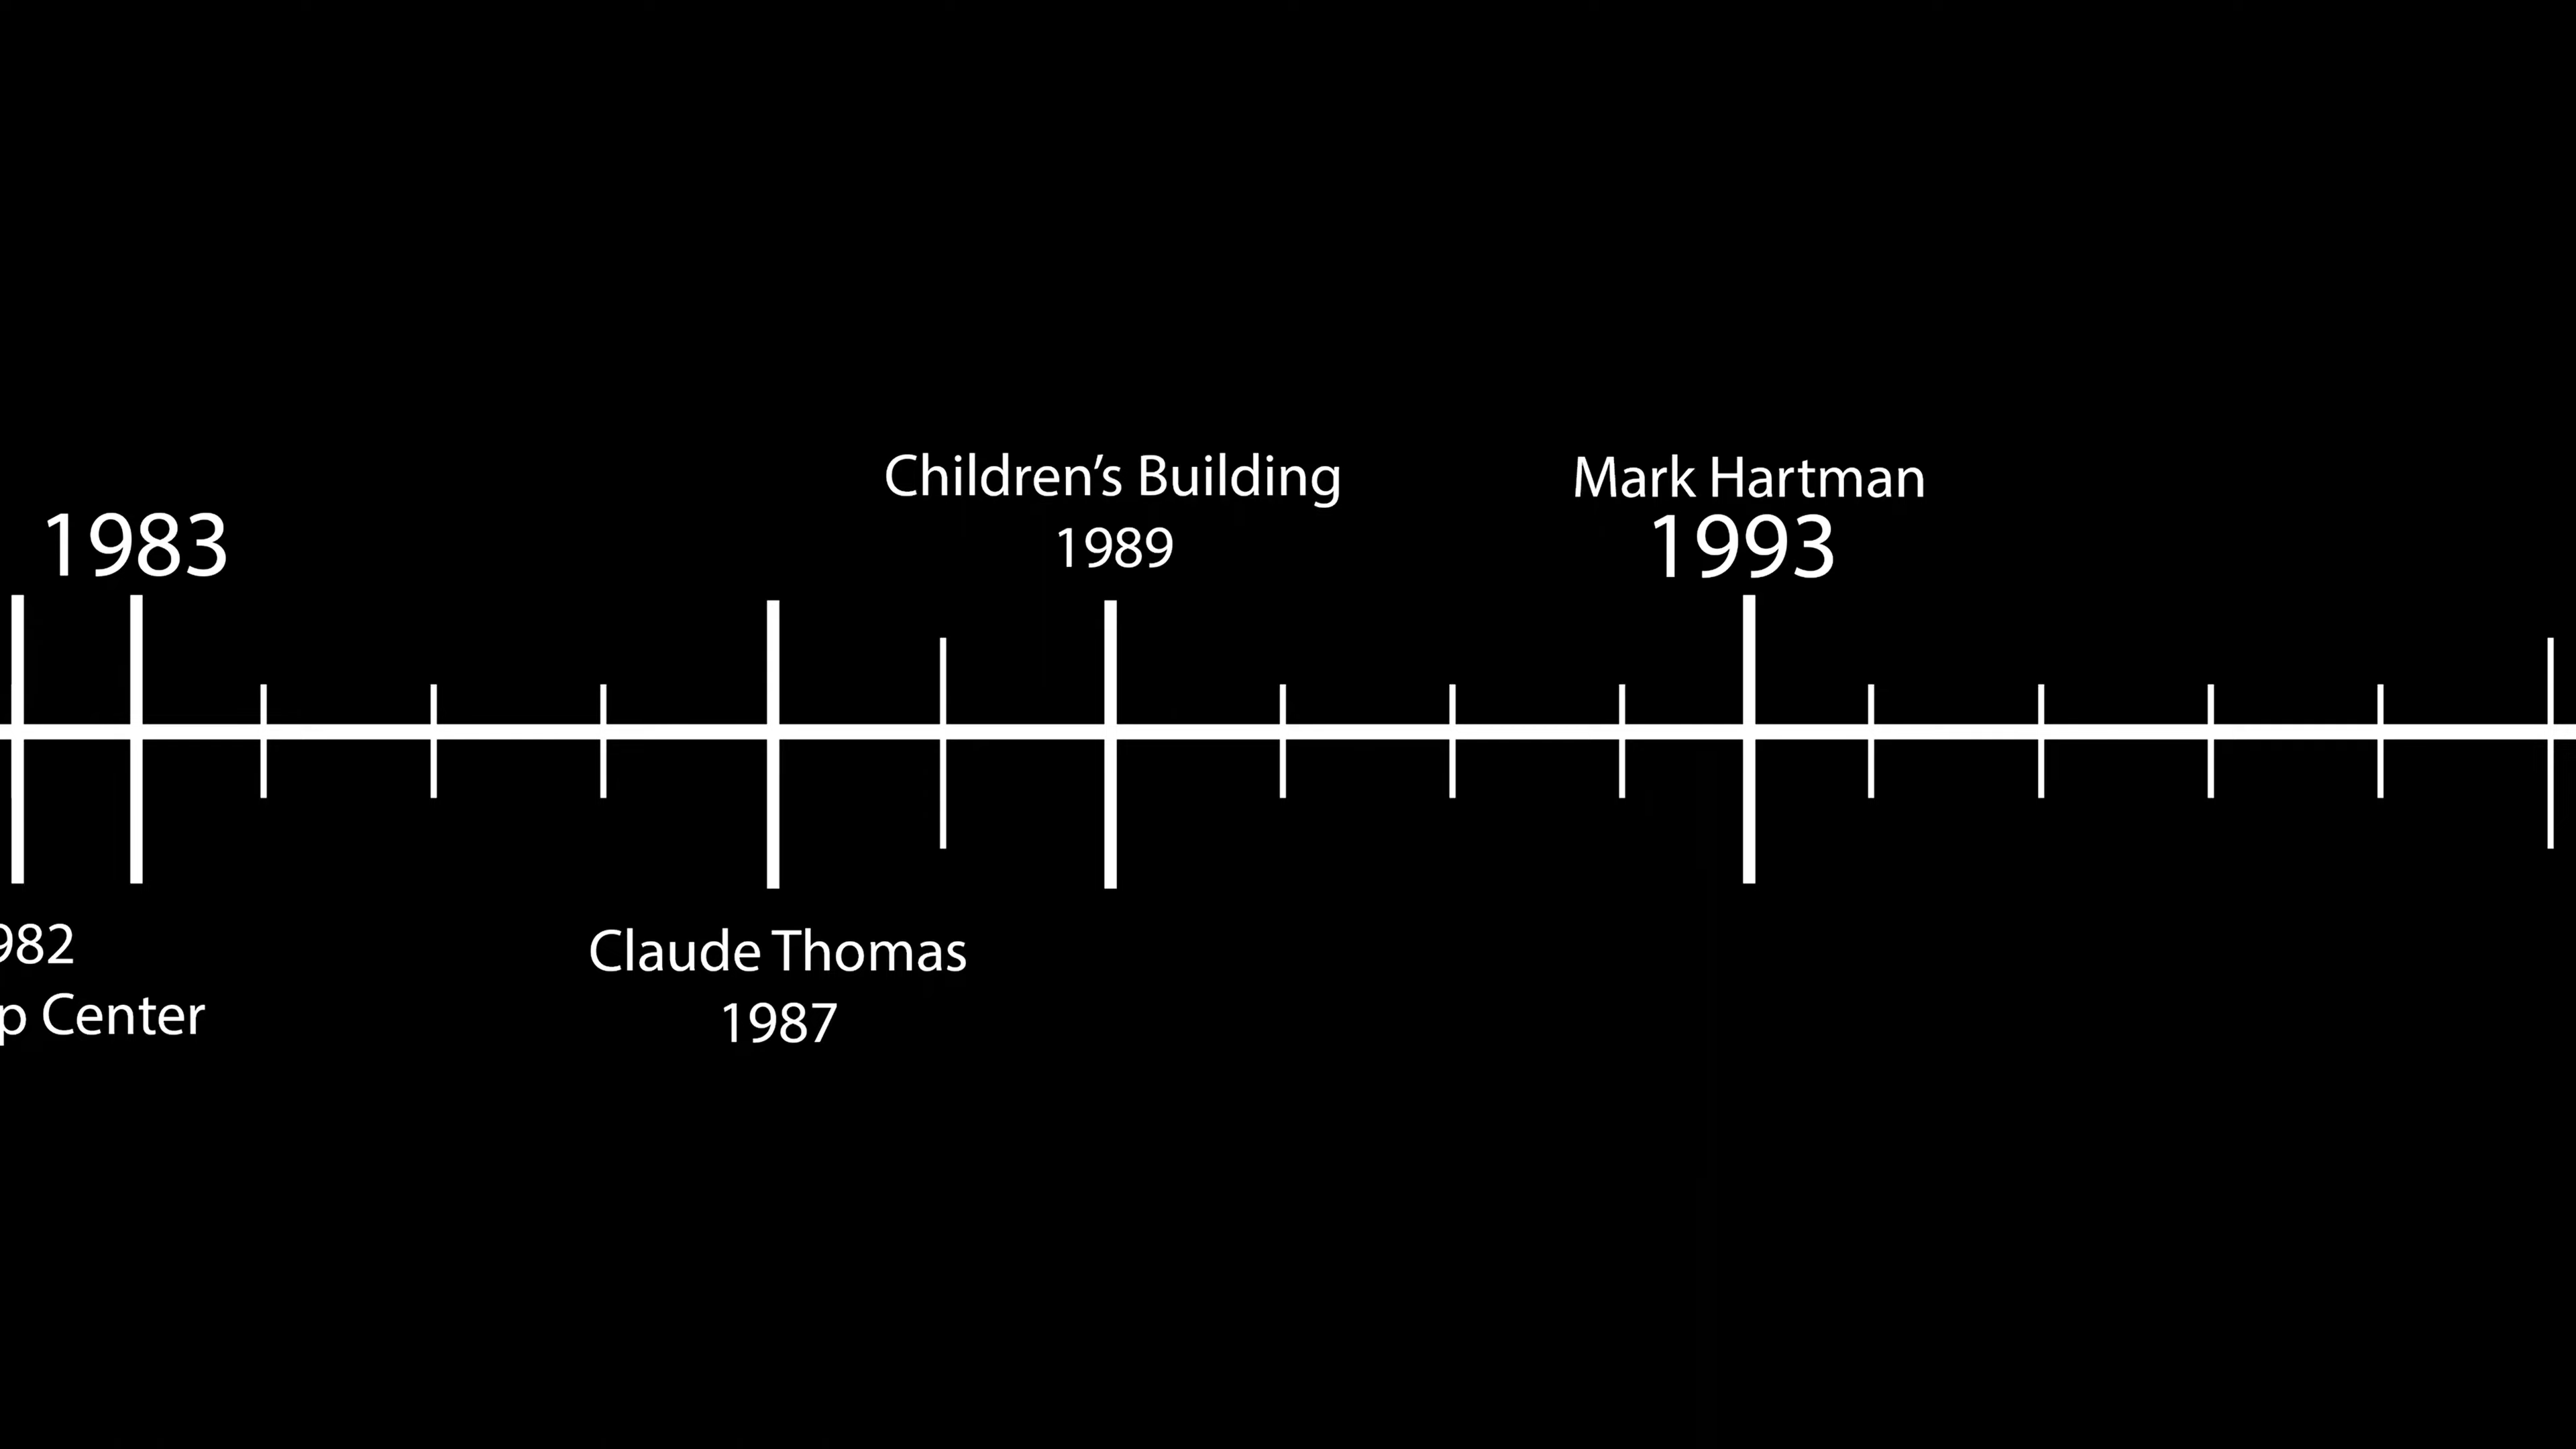 1983
Children’s Building
1989
Mark Hartman
1993
982
p Center
Claude Thomas
1987